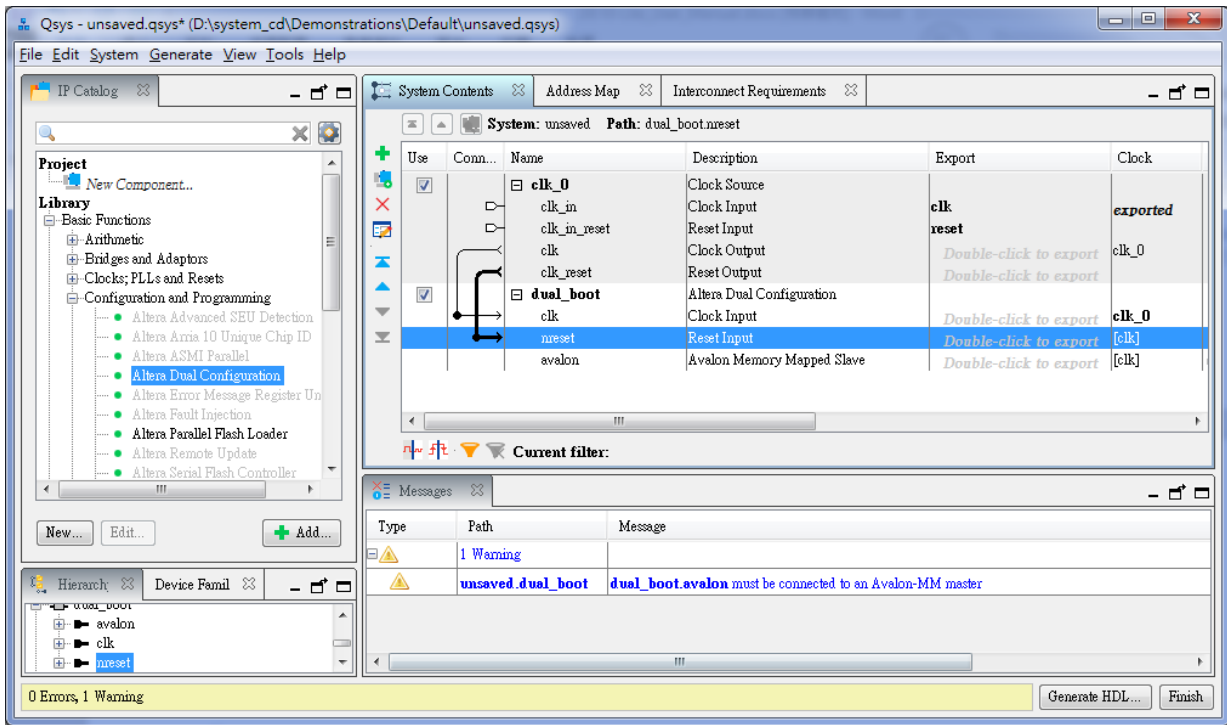 Qsys - unsaved.qsys* (D:\system_cd\Demonstrations\Default\unsaved.qsys)
File Edit System Generate View Tools Help
IP Catalog
Project
New Component...
Library
Basic Functions
Arithmetic
Bridges and Adaptors
Clocks; PLLs and Resets
Configuration and Programming
Altera Advanced SEU Detection
Altera Arria 10 Unique Chip ID
Altera ASMI Parallel
Altera Dual Configuration
Altera Error Message Register Un
Altera Fault Injection
Altera Parallel Flash Loader
Altera Remote Update
Altera Serial Flash Controller
New... Edit... Add...
Hierarch Device Famil
dual_boot
avalon
clk
nreset
System Contents Address Map Interconnect Requirements
System: unsaved Path: dual_boot.nreset
Use Conn... Name Description Export Clock
clk_0 Clock Source
clk_in Clock Input clk exported
clk_in_reset Reset Input reset
clk Clock Output Double-click to export clk_0
clk_reset Reset Output Double-click to export
dual_boot Altera Dual Configuration
clk Clock Input Double-click to export clk_0
nreset Reset Input Double-click to export [clk]
avalon Avalon Memory Mapped Slave Double-click to export [clk]
Current filter:
Messages
Type Path Message
1 Warning
unsaved.dual_boot dual_boot.avalon must be connected to an Avalon-MM master
0 Errors, 1 Warning
Generate HDL... Finish